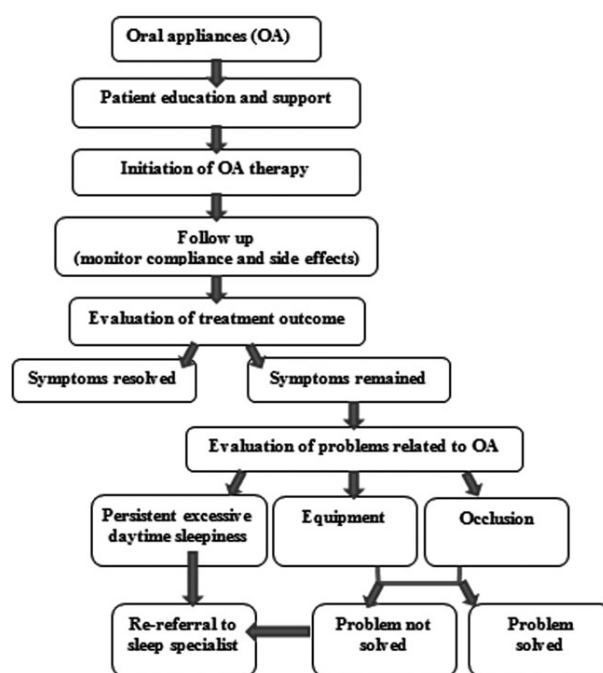 Oral appliances (OA)
Patient education and support
Initiation of OA therapy
Follow up
(monitor compliance and side effects)
Evaluation of treatment outcome
Symptoms resolved
Symptoms remained
Evaluation of problems related to OA
Persistent excessive
daytime sleepiness
Equipment
Occlusion
Re-referral to
sleep specialist
Problem not
solved
Problem
solved